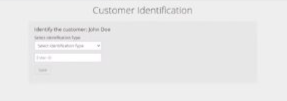 Customer Identification
Identify the customer: John Doe
Select identification type
Select Identification Type
Enter ID
Save